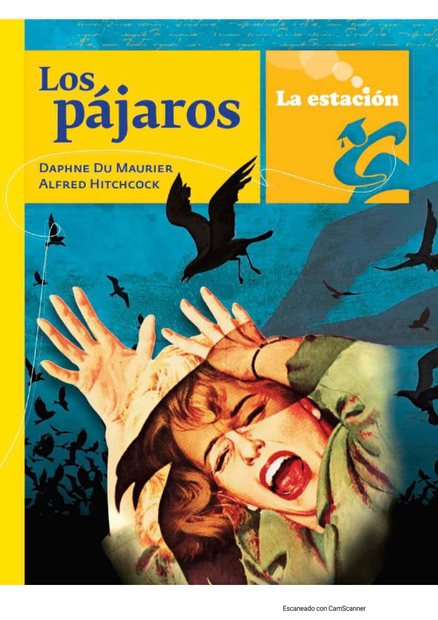 Los
pájaros
La estación
DAPHNE DU MAURIER
ALFRED HITCHCOCK
Escaneado con CamScanner